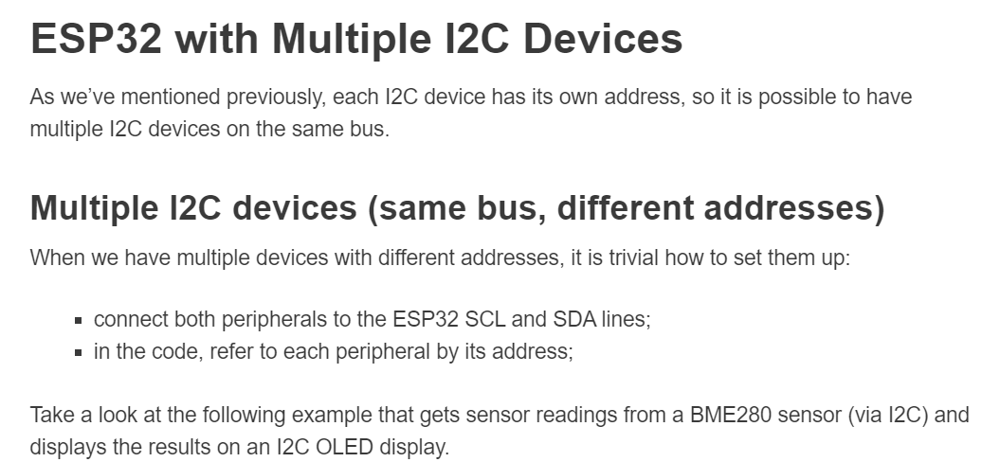 ESP32 with Multiple I2C Devices
As we’ve mentioned previously, each I2C device has its own address, so it is possible to have
multiple I2C devices on the same bus.
Multiple I2C devices (same bus, different addresses)
When we have multiple devices with different addresses, it is trivial how to set them up:
▪ connect both peripherals to the ESP32 SCL and SDA lines;
▪ in the code, refer to each peripheral by its address;
Take a look at the following example that gets sensor readings from a BME280 sensor (via I2C) and
displays the results on an I2C OLED display.